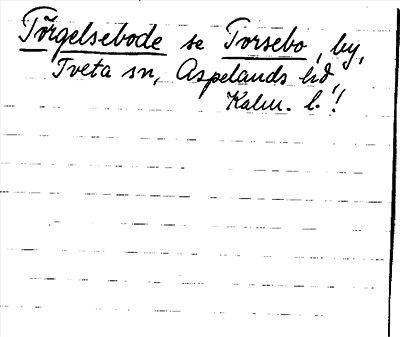 Törgelsebode se Torsebo, by,
Tveta sn, Aspelands hd,
Kalm. l.!